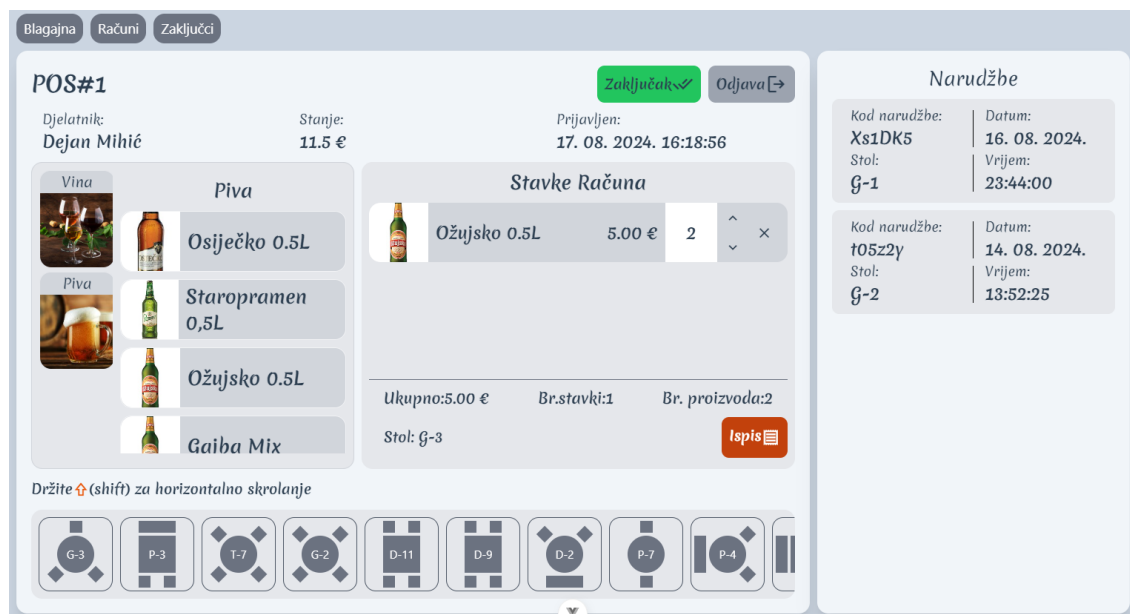 Blagajna Računi Zaključci
POS#1
Zaključak Odjava
Djelatnik: Stanje: Prijavljen:
Dejan Mihić 11.5 € 17. 08. 2024. 16:18:56
Vina
Piva
Piva
Osiječko 0.5L
Staropramen
0,5L
Ožujsko 0.5L
Gajba Mix
Stavke Računa
Ožujsko 0.5L 5.00 € 2
Ukupno:5.00 € Br.stavki:1 Br. proizvoda:2
Stol: G-3 Ispis
Držite (shift) za horizontalno skrolanje
G-3 P-3 T-7 G-2 D-11 D-9 D-2 P-7 P-4
Narudžbe
Kod narudžbe: Datum:
Xs1DK5 16. 08. 2024.
Stol: Vrijem:
G-1 23:44:00
Kod narudžbe: Datum:
t05z2y 14. 08. 2024.
Stol: Vrijem:
G-2 13:52:25